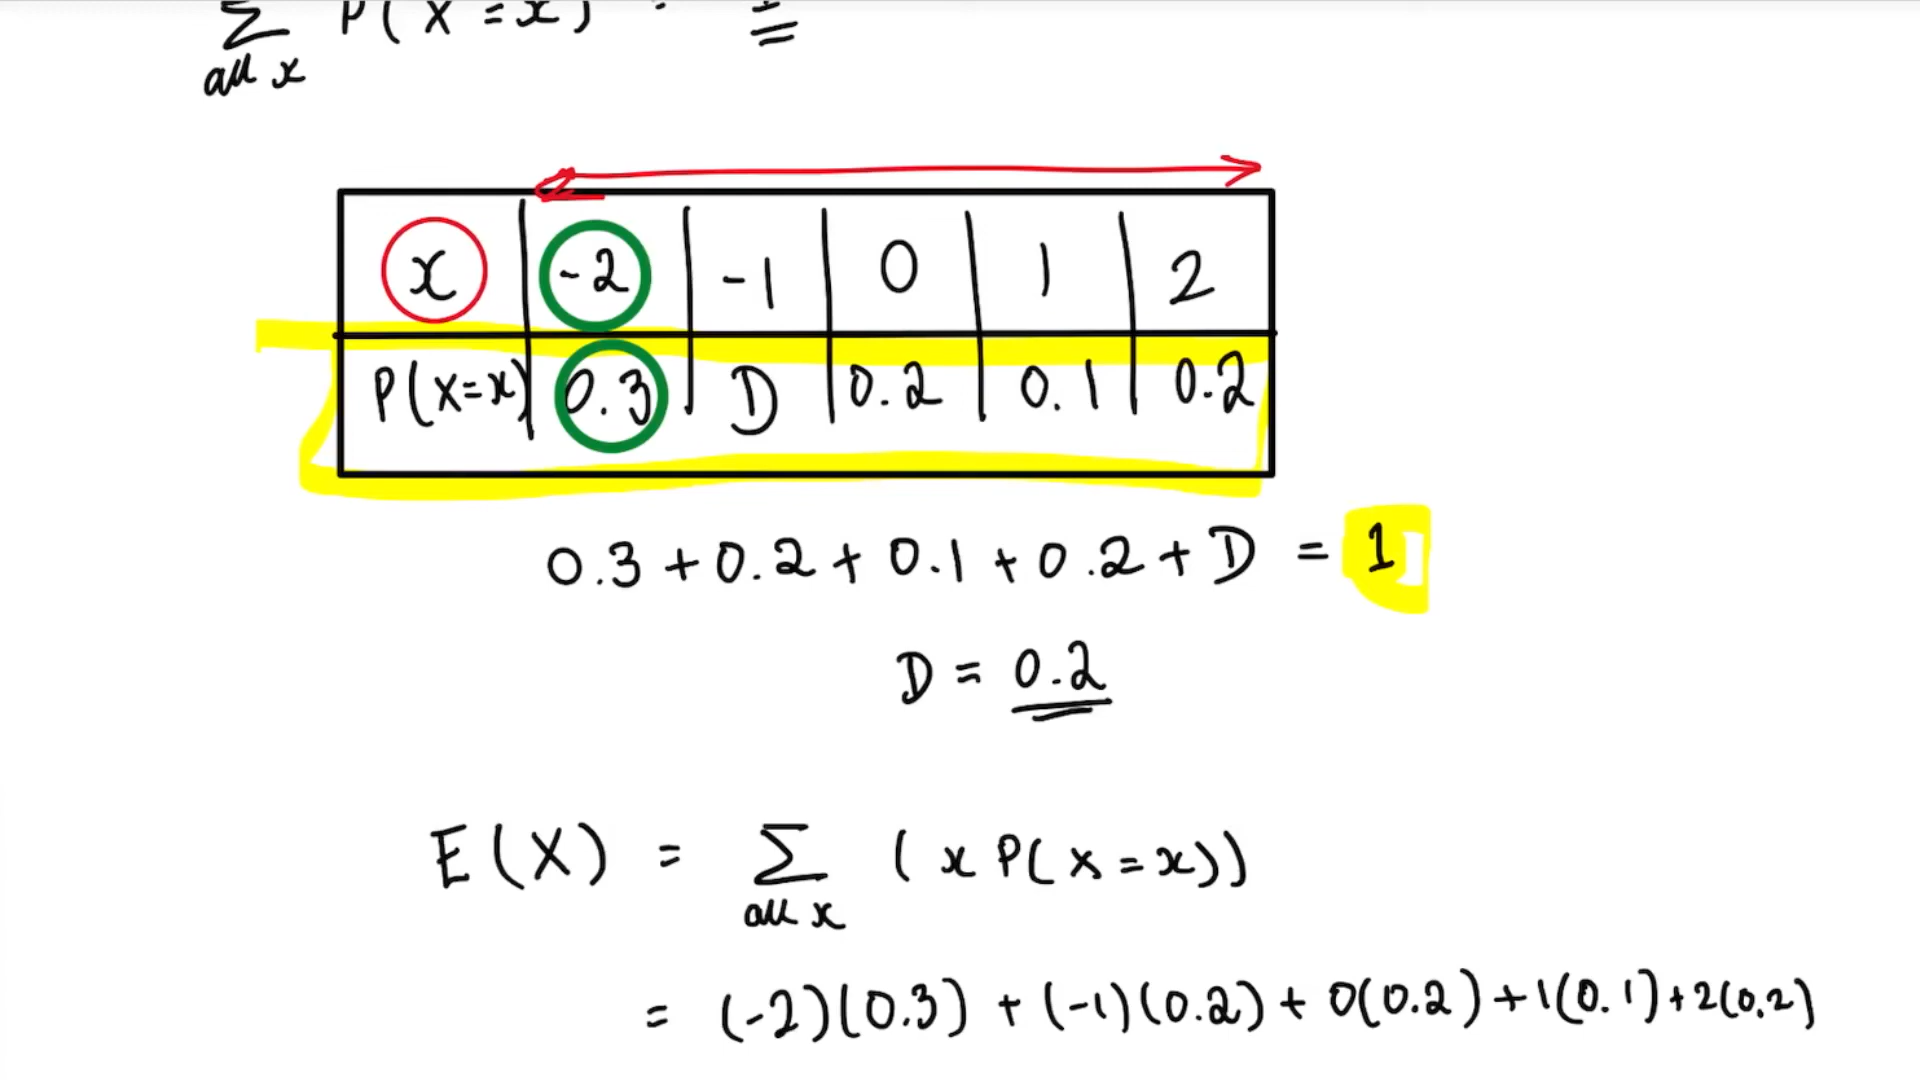 ∑ P(X=x) = 1
all x
x | -2 | -1 | 0 | 1 | 2
P(X=x) | 0.3 | D | 0.2 | 0.1 | 0.2
0.3 + 0.2 + 0.1 + 0.2 + D = 1
D = 0.2
E(X) = ∑ (x P(X=x))
all x
= (-2)(0.3) + (-1)(0.2) + 0(0.2) + 1(0.1) + 2(0.2)